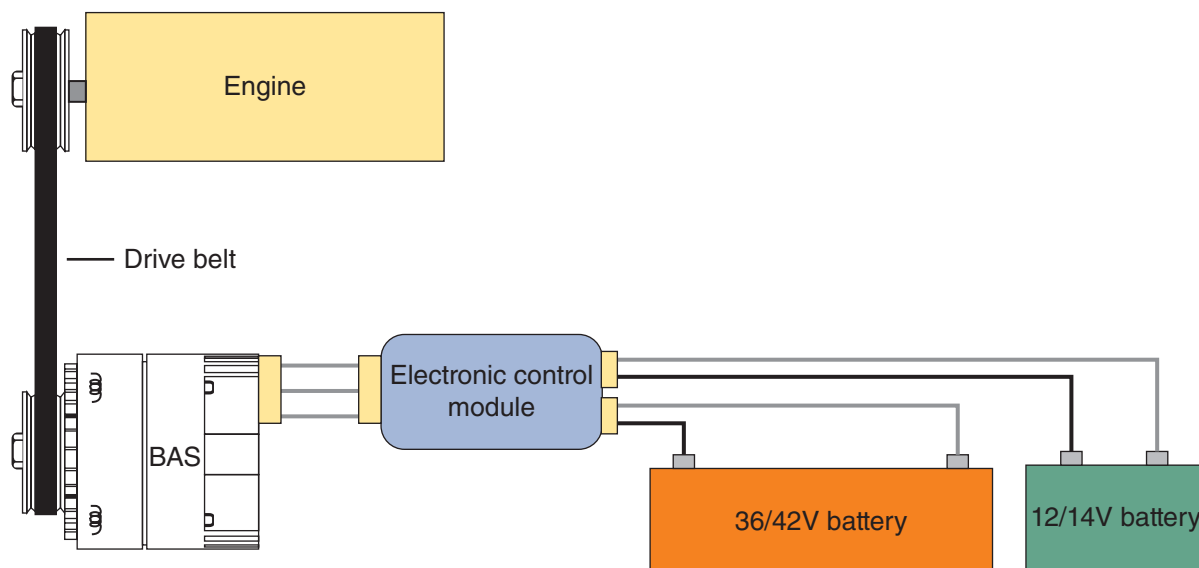 Engine
Drive belt
Electronic control
module
BAS
36/42V battery
12/14V battery